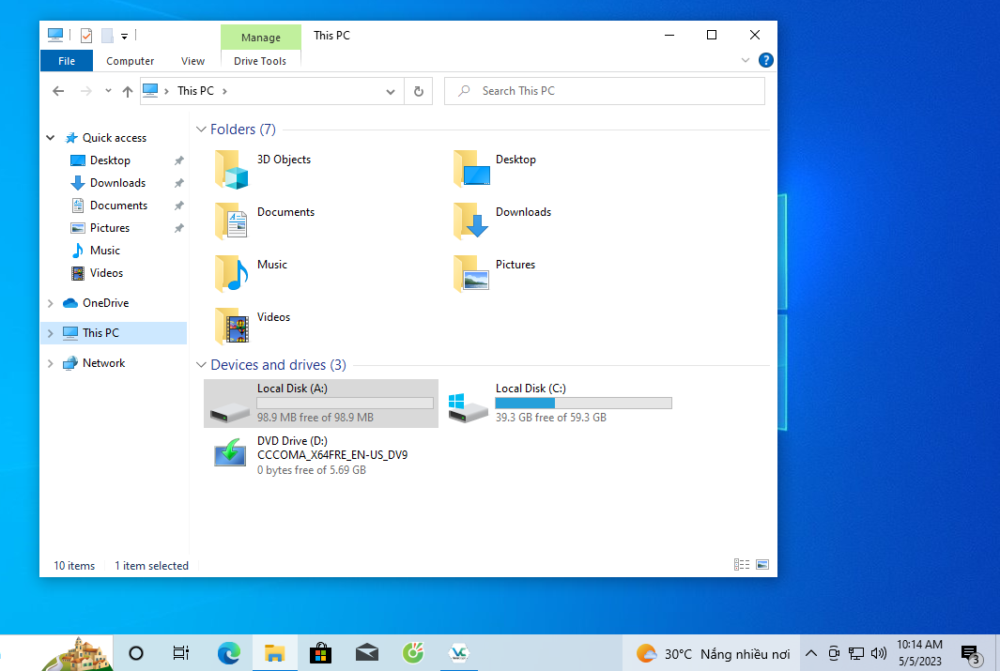 Manage
This PC
File
Computer
View
Drive Tools
This PC
Search This PC
Quick access
Desktop
Downloads
Documents
Pictures
Music
Videos
OneDrive
This PC
Network
Folders (7)
3D Objects
Desktop
Documents
Downloads
Music
Pictures
Videos
Devices and drives (3)
Local Disk (A:)
98.9 MB free of 98.9 MB
Local Disk (C:)
39.3 GB free of 59.3 GB
DVD Drive (D:)
CCCOMA_X64FRE_EN-US_DV9
0 bytes free of 5.69 GB
10 items
1 item selected
30°C Nắng nhiều nơi
10:14 AM
5/5/2023
3